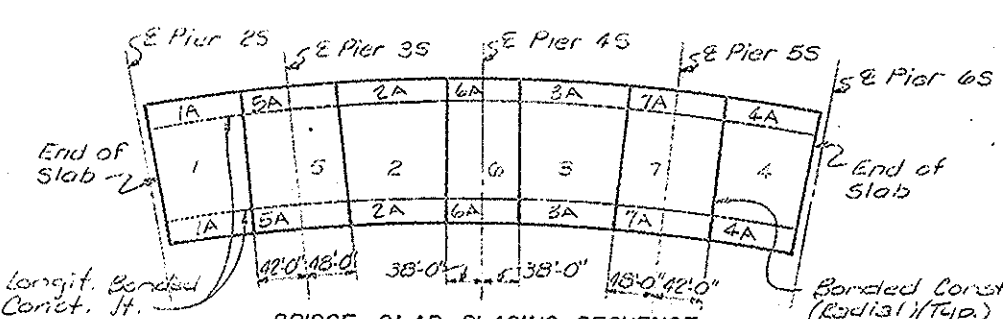 ℄ Pier 2S
℄ Pier 3S
℄ Pier 4S
℄ Pier 5S
℄ Pier 6S
1A 5A 2A 6A 3A 7A 4A
End of
Slab
1 5 2 6 3 7 4
End of
Slab
1A 5A 2A 6A 3A 7A 4A
Longit. Bonded
Const. Jt.
42'-0" 48'-0"
38'-0" 38'-0"
48'-0" 42'-0"
Bonded Const
(Radial)(Typ.)
BRIDGE SLAB PLACING SEQUENCE